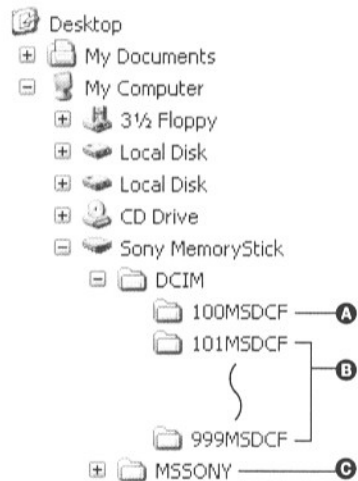 Desktop
My Documents
My Computer
3½ Floppy
Local Disk
Local Disk
CD Drive
Sony MemoryStick
DCIM
100MSDCF A
101MSDCF
B
999MSDCF
MSSONY C